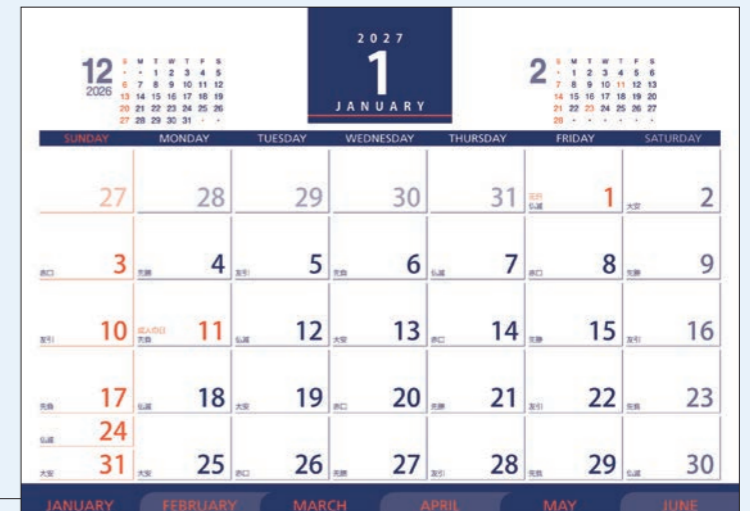 2027
1
JANUARY
12
2026
S M T W T F S
・ ・ 1 2 3 4 5
6 7 8 9 10 11 12
13 14 15 16 17 18 19
20 21 22 23 24 25 26
27 28 29 30 31 ・ ・
2
S M T W T F S
・ 1 2 3 4 5 6
7 8 9 10 11 12 13
14 15 16 17 18 19 20
21 22 23 24 25 26 27
28 ・ ・ ・ ・ ・ ・
SUNDAY MONDAY TUESDAY WEDNESDAY THURSDAY FRIDAY SATURDAY
27 28 29 30 31 元日 仏滅 1 大安 2
赤口 3 先勝 4 友引 5 先負 6 仏滅 7 赤口 8 先勝 9
友引 10 成人の日 先負 11 仏滅 12 大安 13 赤口 14 先勝 15 友引 16
先負 17 仏滅 18 大安 19 赤口 20 先勝 21 友引 22 先負 23
仏滅 24
大安 31 大安 25 赤口 26 先勝 27 友引 28 先負 29 仏滅 30
JANUARY FEBRUARY MARCH APRIL MAY JUNE